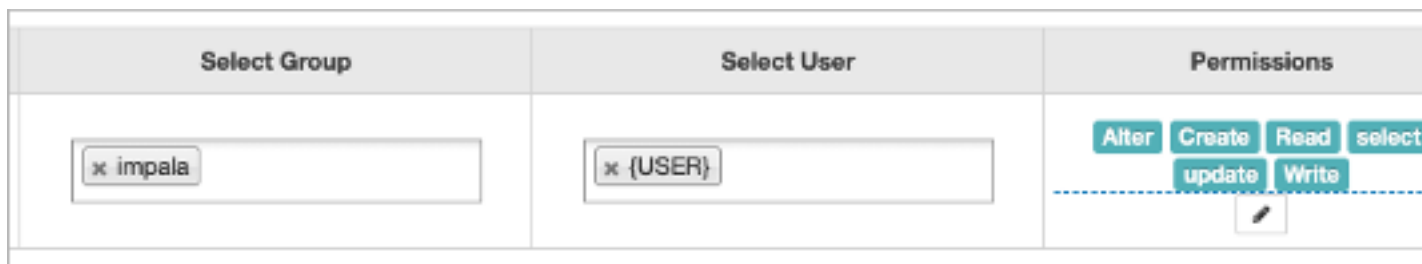 Select Group Select User Permissions
× impala × {USER} Alter Create Read select
update Write